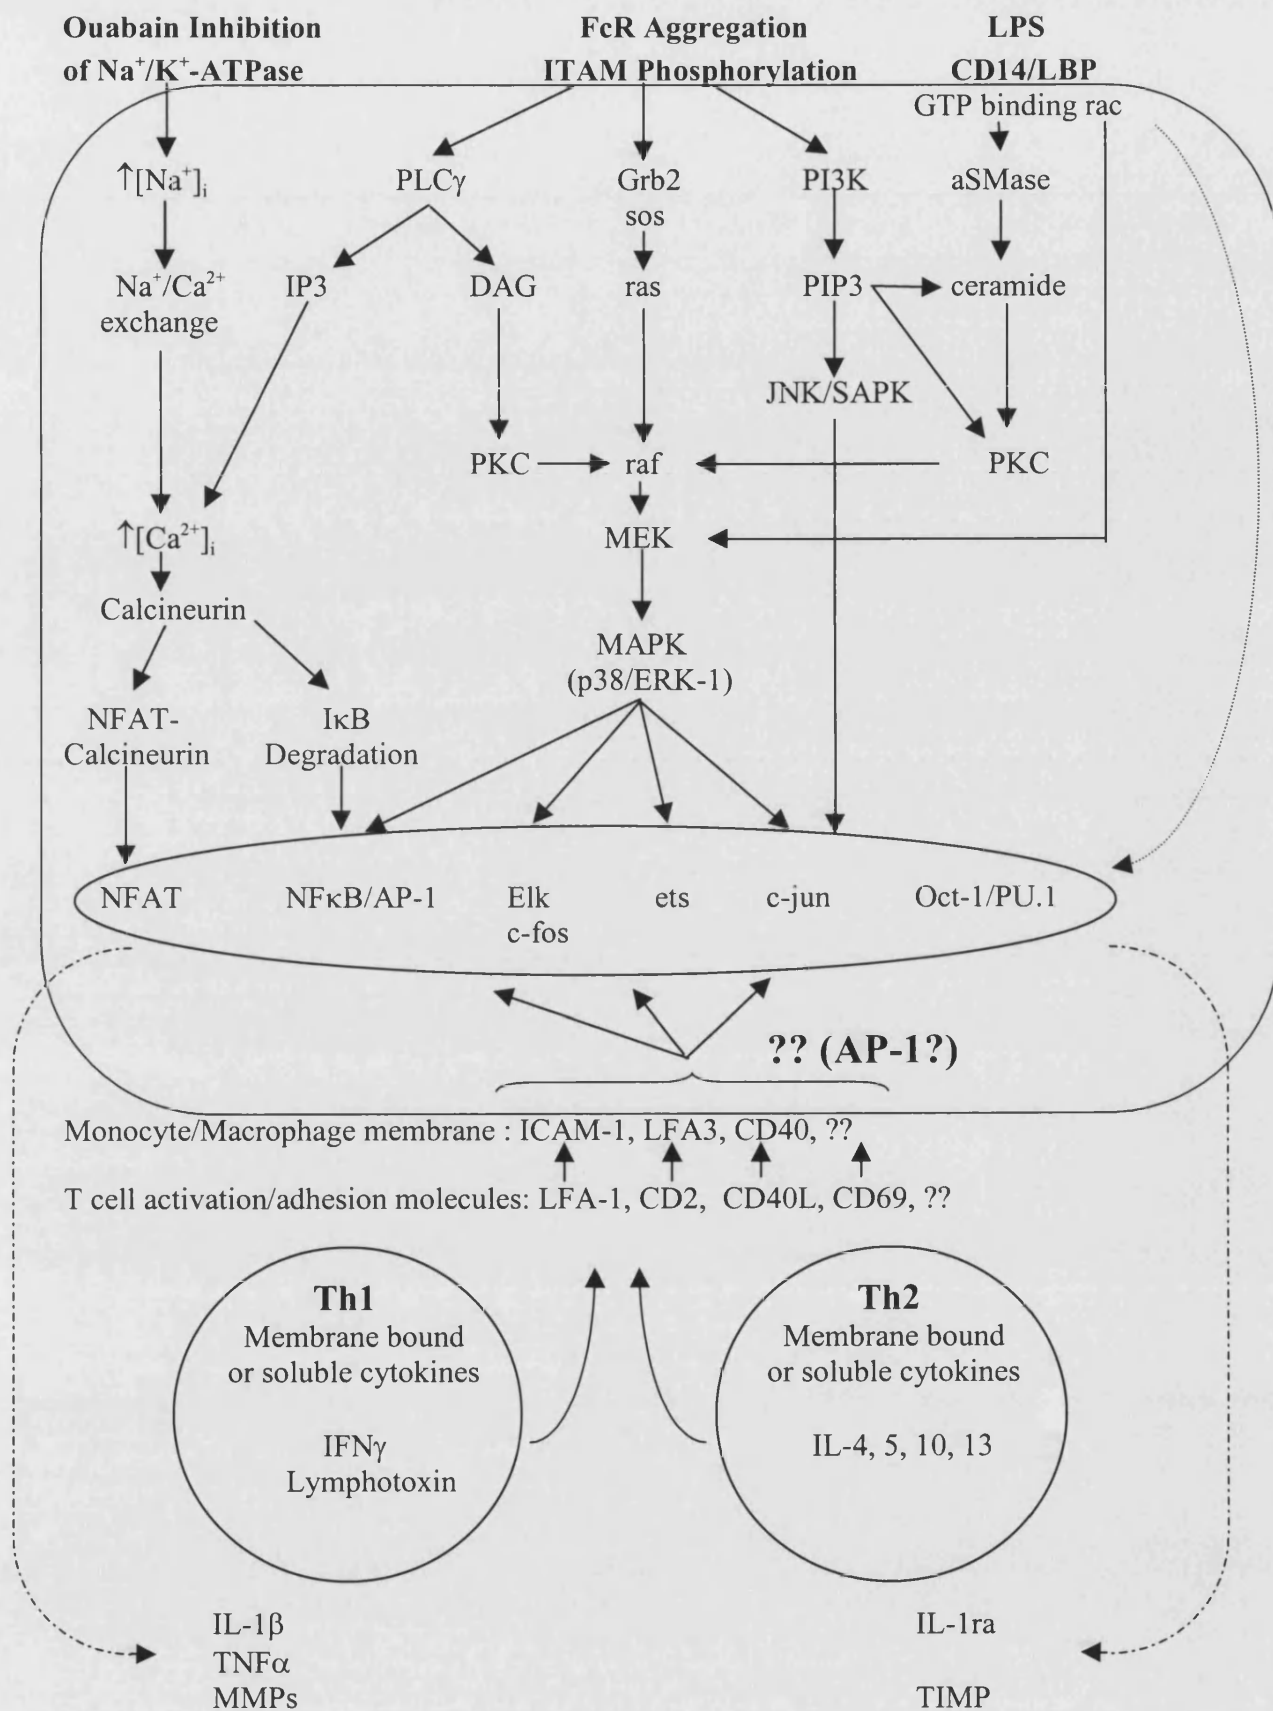 Ouabain Inhibition
of Na⁺/K⁺-ATPase
FcR Aggregation
ITAM Phosphorylation
LPS
CD14/LBP
GTP binding rac
↑[Na⁺]ᵢ
PLCγ
Grb2
sos
PI3K
aSMase
Na⁺/Ca²⁺
exchange
IP3
DAG
ras
PIP3
ceramide
JNK/SAPK
PKC
raf
PKC
↑[Ca²⁺]ᵢ
MEK
Calcineurin
MAPK
(p38/ERK-1)
NFAT-
Calcineurin
IκB
Degradation
NFAT
NFκB/AP-1
Elk
c-fos
ets
c-jun
Oct-1/PU.1
?? (AP-1?)
Monocyte/Macrophage membrane : ICAM-1, LFA3, CD40, ??
T cell activation/adhesion molecules: LFA-1, CD2, CD40L, CD69, ??
Th1
Membrane bound
or soluble cytokines
IFNγ
Lymphotoxin
Th2
Membrane bound
or soluble cytokines
IL-4, 5, 10, 13
IL-1β
TNFα
MMPs
IL-1ra
TIMP